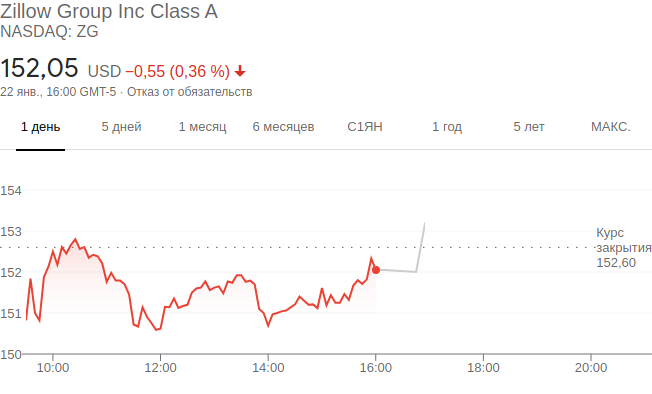 Zillow Group Inc Class A
NASDAQ: ZG
152,05 USD −0,55 (0,36 %)
22 янв., 16:00 GMT-5 · Отказ от обязательств
1 день 5 дней 1 месяц 6 месяцев С1ЯН 1 год 5 лет МАКС.
154
153
Курс
закрытия
152,60
152
151
150
10:00 12:00 14:00 16:00 18:00 20:00